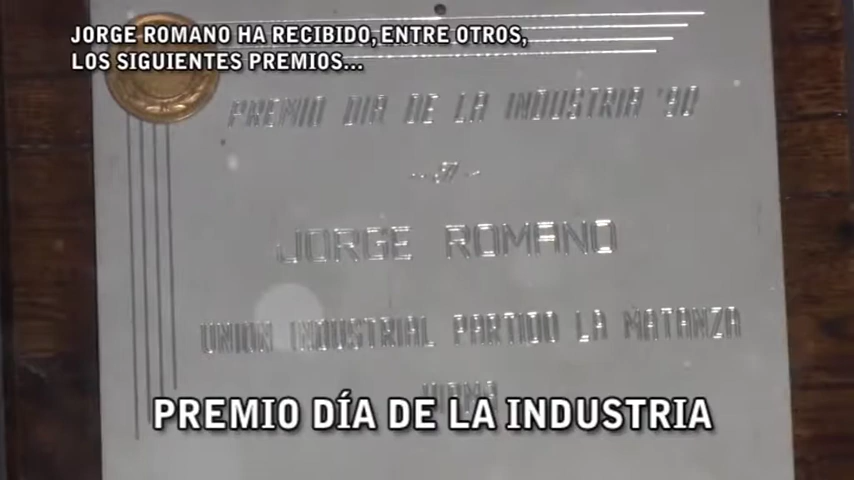 JORGE ROMANO HA RECIBIDO, ENTRE OTROS,
LOS SIGUIENTES PREMIOS...
PREMIO DIA DE LA INDUSTRIA '90
A
JORGE ROMANO
UNION INDUSTRIAL PARTIDO LA MATANZA
PREMIO DÍA DE LA INDUSTRIA